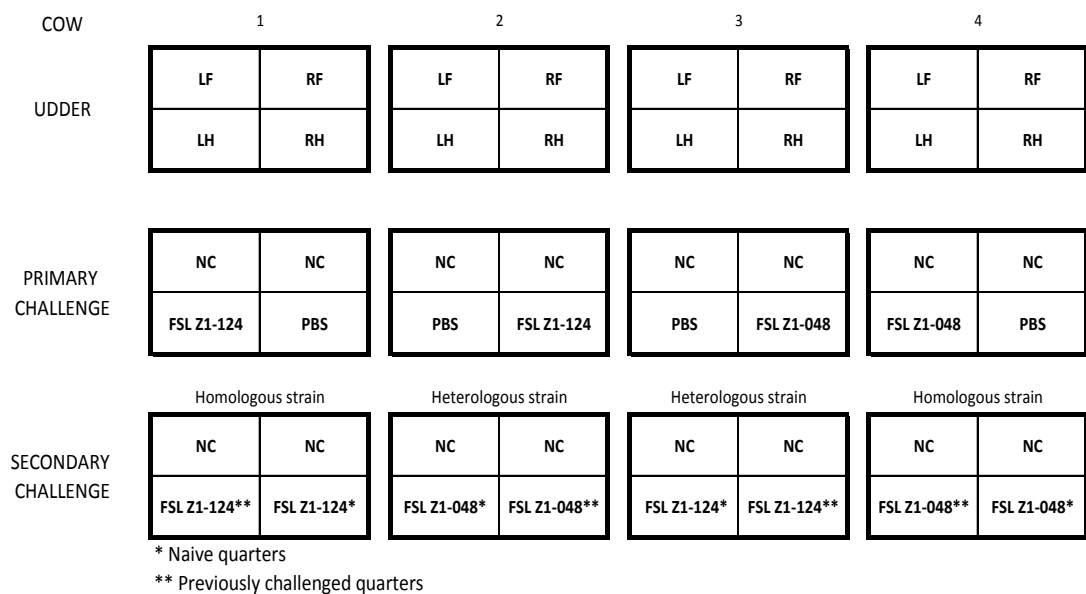 COW 1 2 3 4
UDDER
LF RF LF RF LF RF LF RF
LH RH LH RH LH RH LH RH
PRIMARY
CHALLENGE
NC NC NC NC NC NC NC NC
FSL Z1-124 PBS PBS FSL Z1-124 PBS FSL Z1-048 FSL Z1-048 PBS
Homologous strain Heterologous strain Heterologous strain Homologous strain
SECONDARY
CHALLENGE
NC NC NC NC NC NC NC NC
FSL Z1-124** FSL Z1-124* FSL Z1-048* FSL Z1-048** FSL Z1-124* FSL Z1-124** FSL Z1-048** FSL Z1-048*
* Naive quarters
** Previously challenged quarters